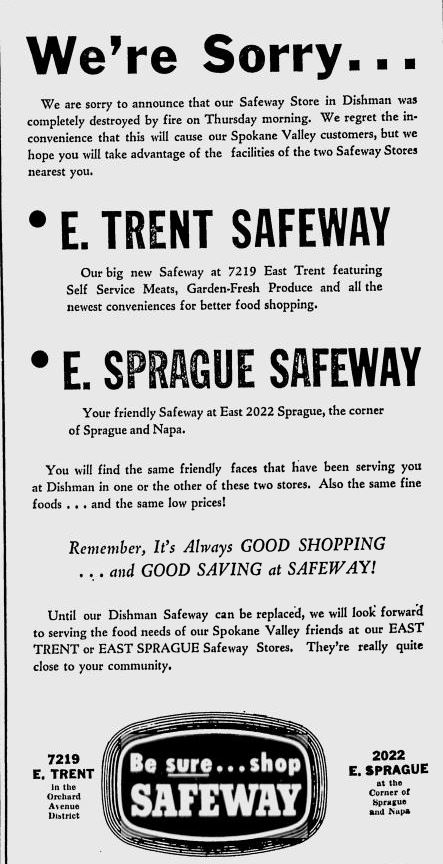 We're Sorry...
We are sorry to announce that our Safeway Store in Dishman was
completely destroyed by fire on Thursday morning. We regret the in-
convenience that this will cause our Spokane Valley customers, but we
hope you will take advantage of the facilities of the two Safeway Stores
nearest you.
• E. TRENT SAFEWAY
Our big new Safeway at 7219 East Trent featuring
Self Service Meats, Garden-Fresh Produce and all the
newest conveniences for better food shopping.
• E. SPRAGUE SAFEWAY
Your friendly Safeway at East 2022 Sprague, the corner
of Sprague and Napa.
You will find the same friendly faces that have been serving you
at Dishman in one or the other of these two stores. Also the same fine
foods . . . and the same low prices!
Remember, It's Always GOOD SHOPPING
. . . and GOOD SAVING at SAFEWAY!
Until our Dishman Safeway can be replaced, we will look forward
to serving the food needs of our Spokane Valley friends at our EAST
TRENT or EAST SPRAGUE Safeway Stores. They're really quite
close to your community.
7219
E. TRENT
in the
Orchard
Avenue
District
Be sure...shop
SAFEWAY
2022
E. SPRAGUE
at the
Corner of
Sprague
and Napa